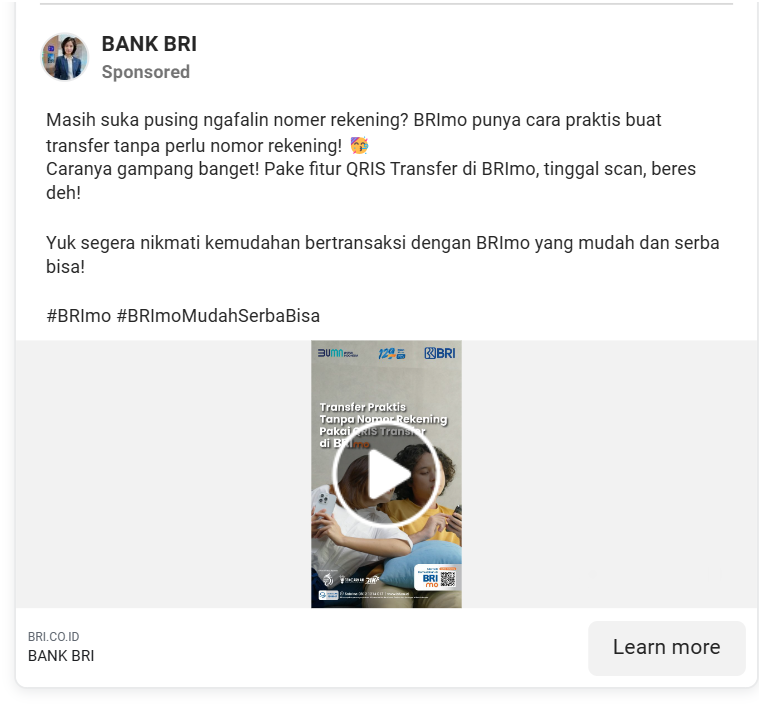 BANK BRI
Sponsored
Masih suka pusing ngafalin nomer rekening? BRImo punya cara praktis buat
transfer tanpa perlu nomor rekening! 🥳
Caranya gampang banget! Pake fitur QRIS Transfer di BRImo, tinggal scan, beres
deh!
Yuk segera nikmati kemudahan bertransaksi dengan BRImo yang mudah dan serba
bisa!
#BRImo #BRImoMudahSerbaBisa
BUMN
129
BRI
Transfer Praktis
Tanpa Nomor Rekening
Pakai QRIS Transfer
di BRImo
BRI
mo
BRI.CO.ID
BANK BRI
Learn more